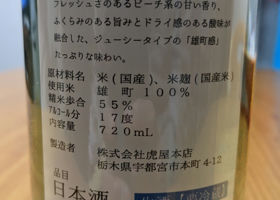 フレッシュさのあるピーチ系の甘い香り、
ふくらみのある旨みとドライ感のある酸味が
融合した、ジューシータイプの「雄町感」
たっぷりな味わい。
原材料名 米(国産)、米麹(国産米)
使用米 雄 町 100%
精米歩合 55%
アルコール分 17度
内容量 720mL
製造者 株式会社虎屋本店
栃木県宇都宮市本町4-12
品目
日本酒